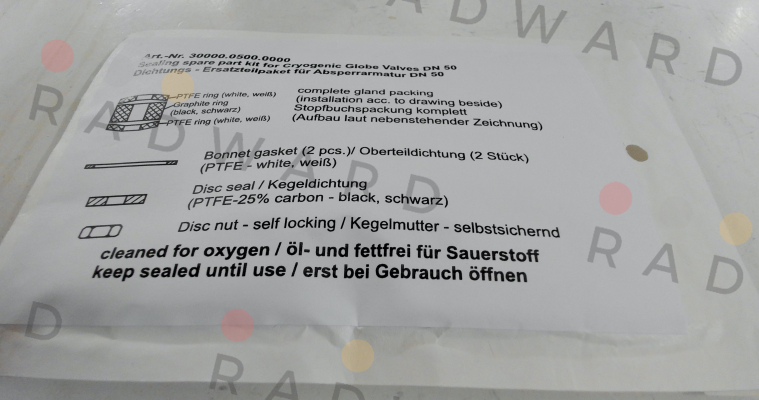 Art.-Nr. 30000.0500.0000
Sealing spare part kit for Cryogenic Globe Valves DN 50
Dichtungs - Ersatzteilpaket für Absperrarmatur DN 50
PTFE ring (white, weiß)
Graphite ring
(black, schwarz)
PTFE ring (white, weiß)
complete gland packing
(installation acc. to drawing beside)
Stopfbuchspackung komplett
(Aufbau laut nebenstehender Zeichnung)
Bonnet gasket (2 pcs.)/ Oberteildichtung (2 Stück)
(PTFE - white, weiß)
Disc seal / Kegeldichtung
(PTFE-25% carbon - black, schwarz)
Disc nut - self locking / Kegelmutter - selbstsichernd
cleaned for oxygen / öl- und fettfrei für Sauerstoff
keep sealed until use / erst bei Gebrauch öffnen
RADWARD
RADWARD
RAD
D
RADWARD